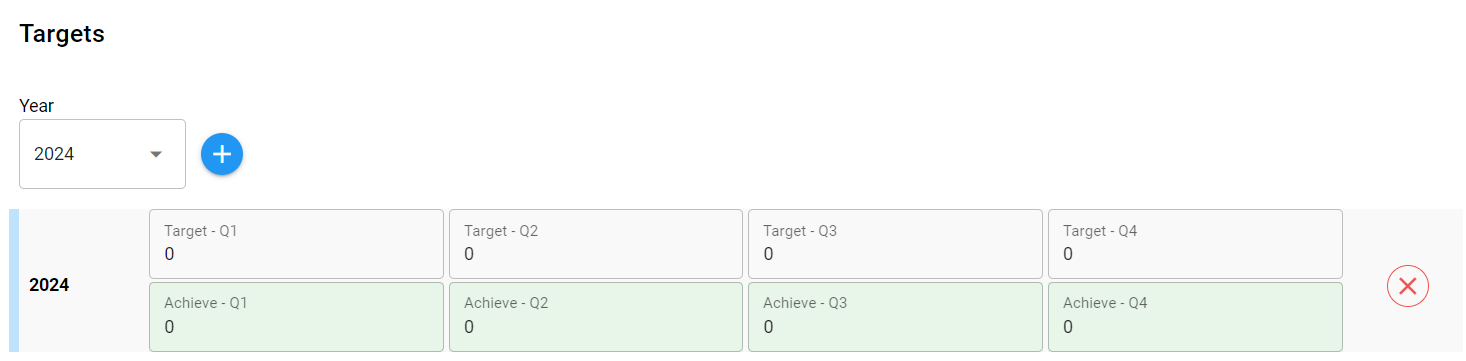 Targets
Year
2024
Target - Q1
Target - Q2
Target - Q3
Target - Q4
0
0
0
0
2024
Achieve - Q1
Achieve - Q2
Achieve - Q3
Achieve - Q4
0
0
0
0